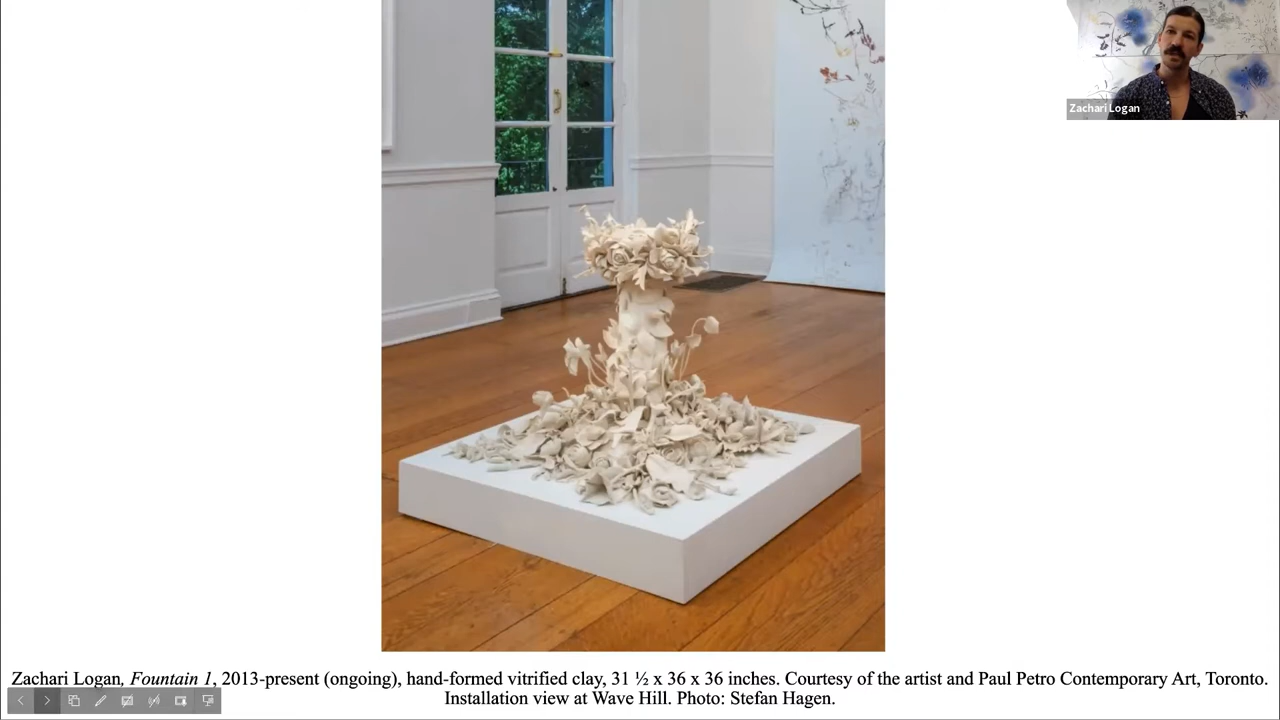 Zachari Logan
Zachari Logan, Fountain 1, 2013-present (ongoing), hand-formed vitrified clay, 31 ½ x 36 x 36 inches. Courtesy of the artist and Paul Petro Contemporary Art, Toronto.
Installation view at Wave Hill. Photo: Stefan Hagen.